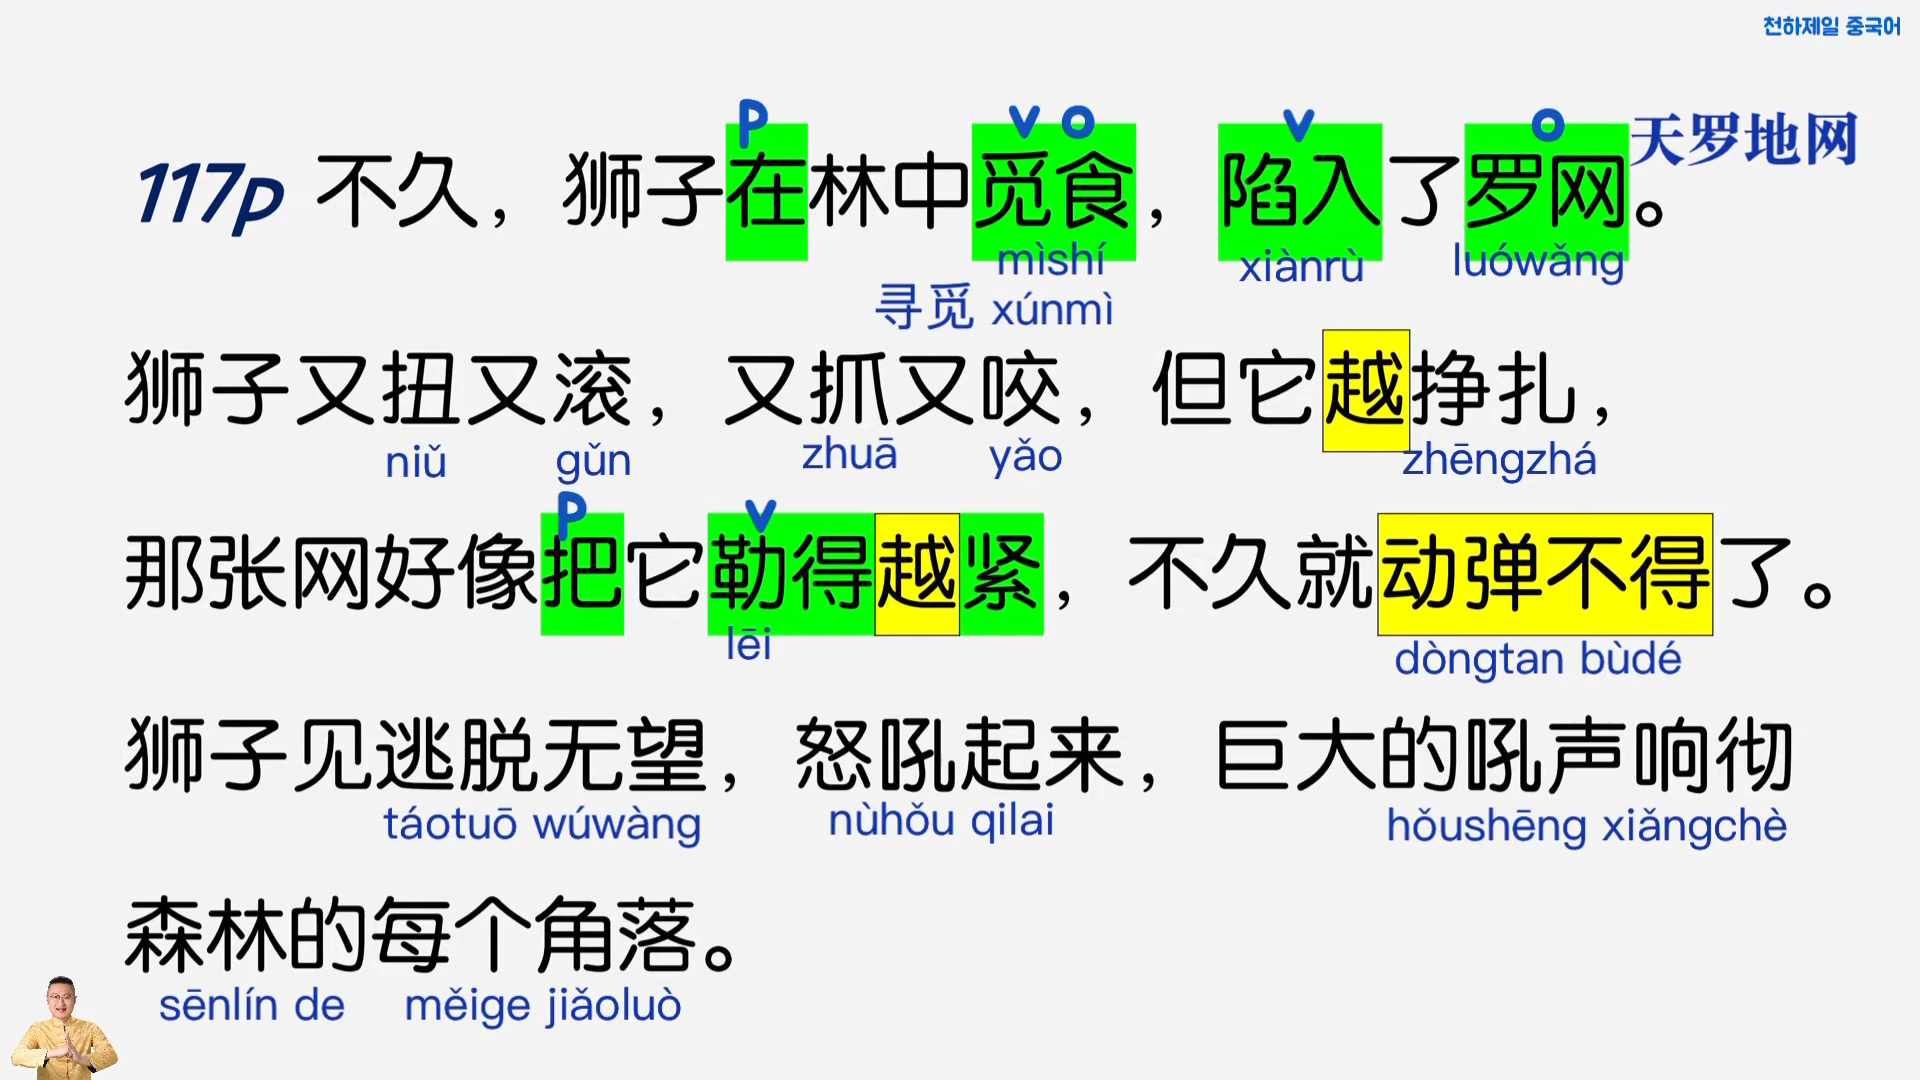 천하제일 중국어
P v o v o 天罗地网
117p 不久，狮子在林中觅食，陷入了罗网。
mìshí xiànrù luówǎng
寻觅 xúnmì
狮子又扭又滚，又抓又咬，但它越挣扎，
niǔ gǔn zhuā yǎo zhēngzhá
P v
那张网好像把它勒得越紧，不久就动弹不得了。
lēi dòngtan bùdé
狮子见逃脱无望，怒吼起来，巨大的吼声响彻
táotuō wúwàng nùhǒu qilai hǒushēng xiǎngchè
森林的每个角落。
sēnlín de měige jiǎoluò